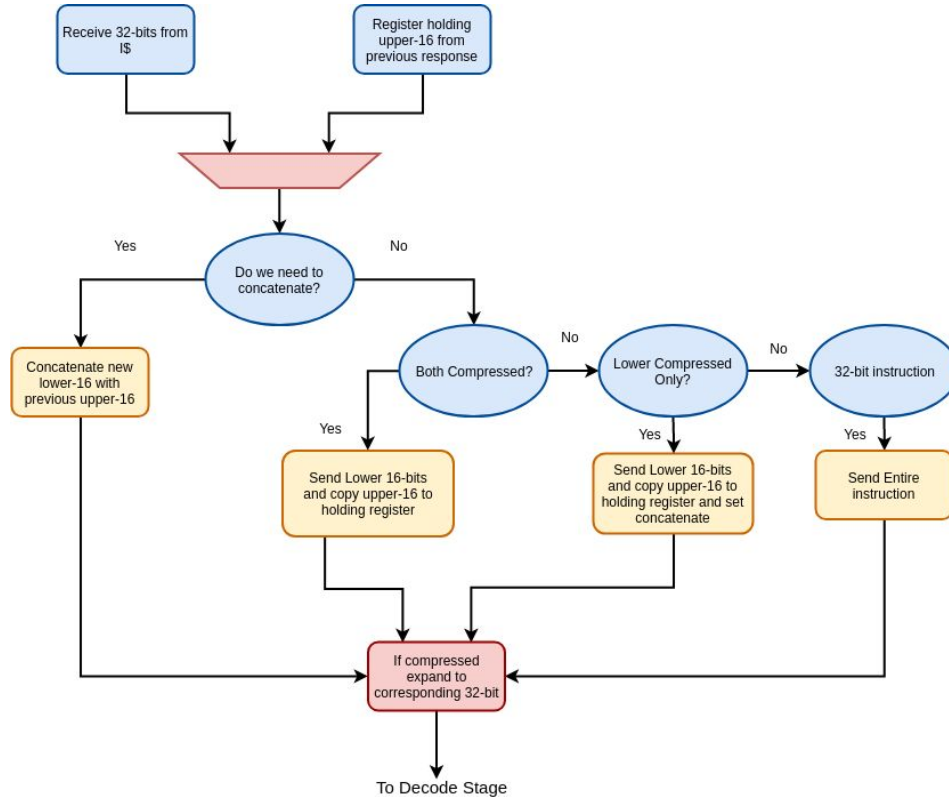 Receive 32-bits from
I$
Register holding
upper-16 from
previous response
Yes
No
Do we need to
concatenate?
Concatenate new
lower-16 with
previous upper-16
Both Compressed?
No
Lower Compressed
Only?
No
32-bit instruction
Yes
Yes
Yes
Send Lower 16-bits
and copy upper-16 to
holding register
Send Lower 16-bits
and copy upper-16 to
holding register and set
concatenate
Send Entire
instruction
If compressed
expand to
corresponding 32-bit
To Decode Stage